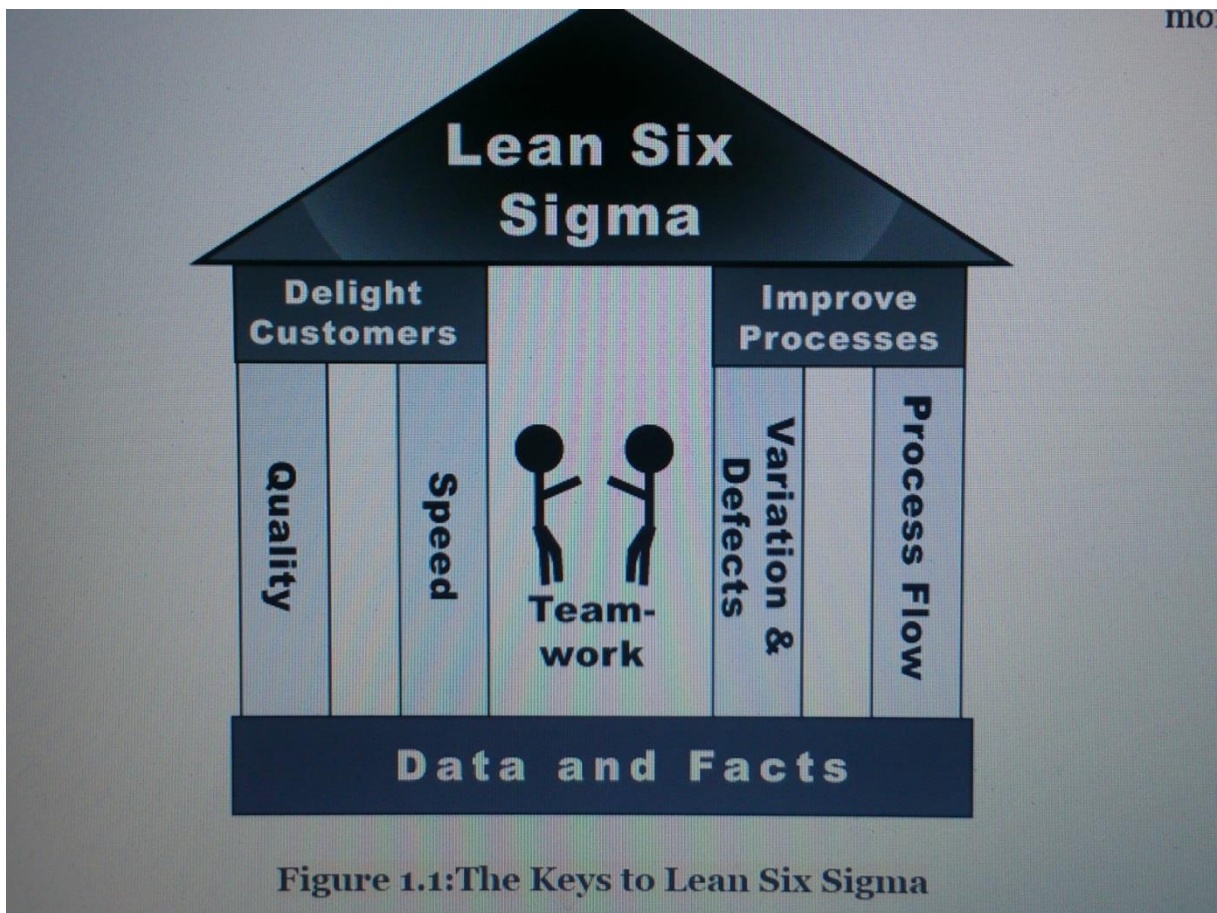 Lean Six
Sigma
Delight
Customers
Improve
Processes
Quality
Speed
Team-
work
Variation &
Defects
Process Flow
Data and Facts
Figure 1.1:The Keys to Lean Six Sigma